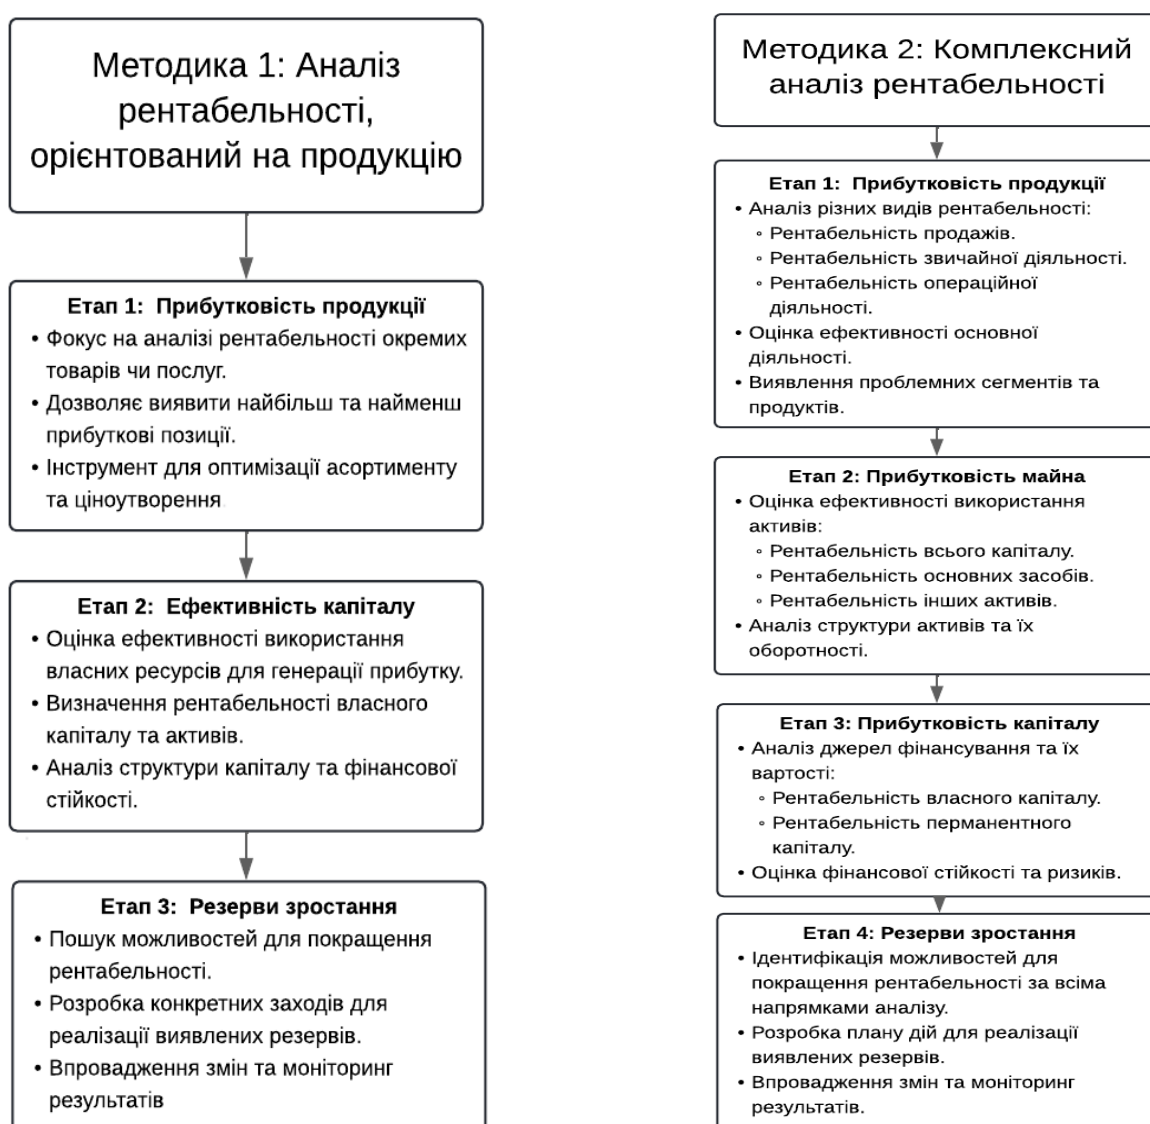 Методика 1: Аналіз
рентабельності,
орієнтований на продукцію
Етап 1:  Прибутковість продукції
• Фокус на аналізі рентабельності окремих
товарів чи послуг.
• Дозволяє виявити найбільш та найменш
прибуткові позиції.
• Інструмент для оптимізації асортименту
та ціноутворення
Етап 2:  Ефективність капіталу
• Оцінка ефективності використання
власних ресурсів для генерації прибутку.
• Визначення рентабельності власного
капіталу та активів.
• Аналіз структури капіталу та фінансової
стійкості.
Етап 3:  Резерви зростання
• Пошук можливостей для покращення
рентабельності.
• Розробка конкретних заходів для
реалізації виявлених резервів.
• Впровадження змін та моніторинг
результатів
Методика 2: Комплексний
аналіз рентабельності
Етап 1:  Прибутковість продукції
• Аналіз різних видів рентабельності:
◦ Рентабельність продажів.
◦ Рентабельність звичайної діяльності.
◦ Рентабельність операційної
діяльності.
• Оцінка ефективності основної
діяльності.
• Виявлення проблемних сегментів та
продуктів.
Етап 2: Прибутковість майна
• Оцінка ефективності використання
активів:
◦ Рентабельність всього капіталу.
◦ Рентабельність основних засобів.
◦ Рентабельність інших активів.
• Аналіз структури активів та їх
оборотності.
Етап 3: Прибутковість капіталу
• Аналіз джерел фінансування та їх
вартості:
◦ Рентабельність власного капіталу.
◦ Рентабельність перманентного
капіталу.
• Оцінка фінансової стійкості та ризиків.
Етап 4: Резерви зростання
• Ідентифікація можливостей для
покращення рентабельності за всіма
напрямками аналізу.
• Розробка плану дій для реалізації
виявлених резервів.
• Впровадження змін та моніторинг
результатів.